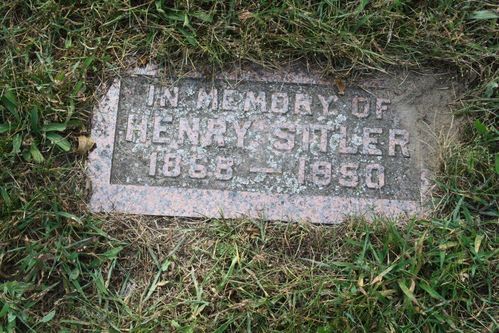 IN MEMORY OF
HENRY SITLER
1868 — 1950